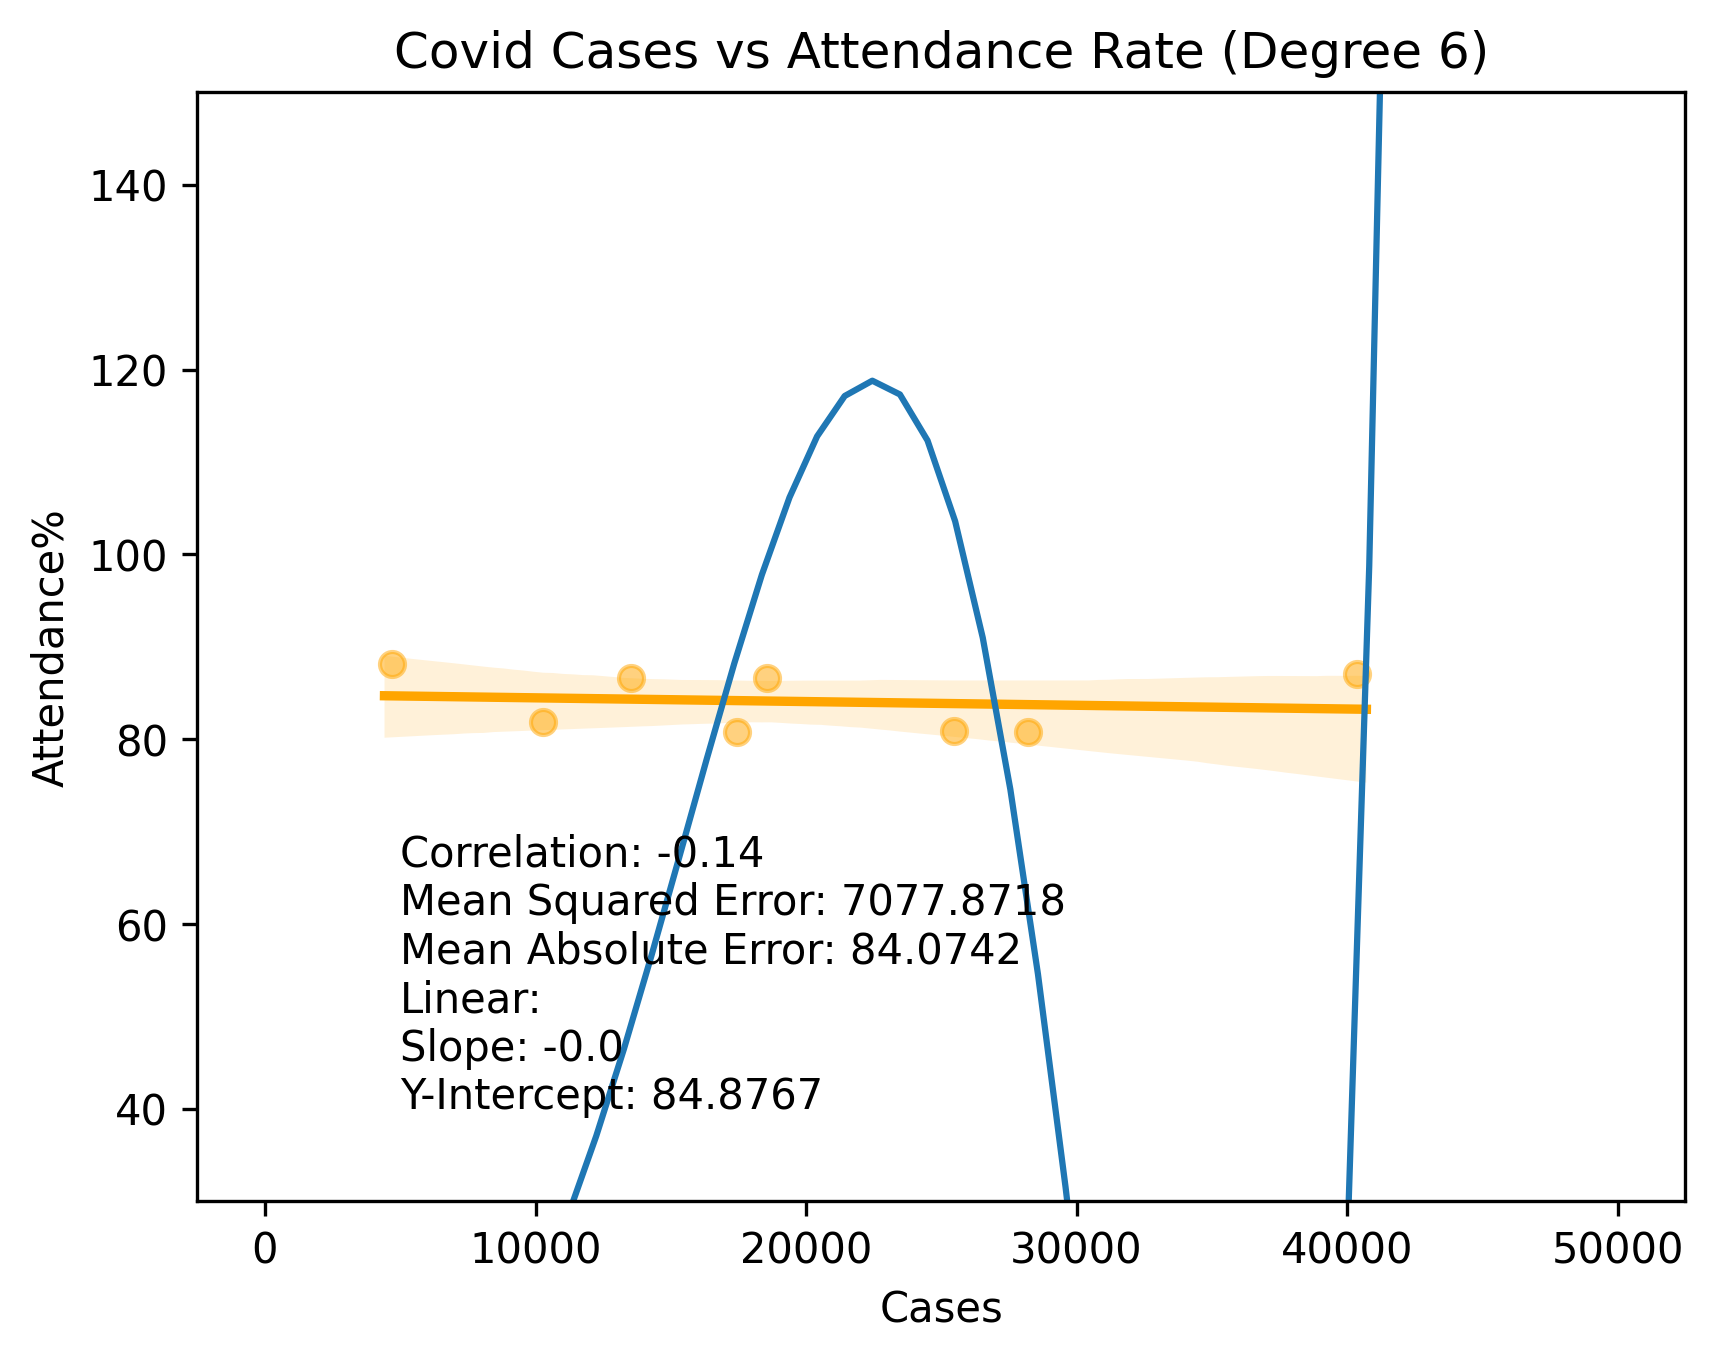 Covid Cases vs Attendance Rate (Degree 6)
140
120
100
80
60
40
Attendance%
Correlation: -0.14
Mean Squared Error: 7077.8718
Mean Absolute Error: 84.0742
Linear:
Slope: -0.0
Y-Intercept: 84.8767
0 10000 20000 30000 40000 50000
Cases